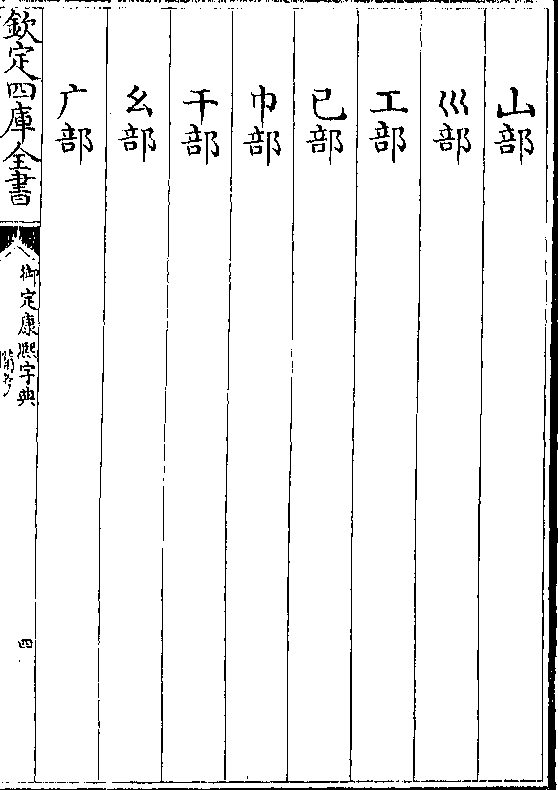 山部
巛部
工部
已部
巾部
干部
幺部
广部
欽定四庫全書
御定康熙字典
備考
四